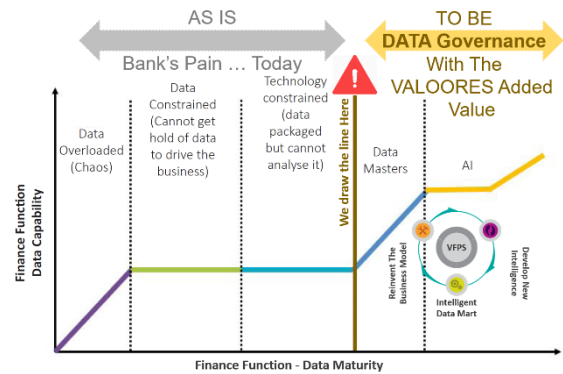 AS IS
Bank's Pain ... Today
TO BE
DATA Governance
With The
VALOORES Added
Value
!
Data
Overloaded
(Chaos)
Data
Constrained
(Cannot get
hold of data
to drive the
business)
Technology
constrained
(data
packaged
but cannot
analyse it)
We draw the line Here
Data
Masters
AI
VFPS
Reinvent The
Business Model
Intelligent
Data Mart
Develop New
Intelligence
Finance Function
Data Capability
Finance Function - Data Maturity